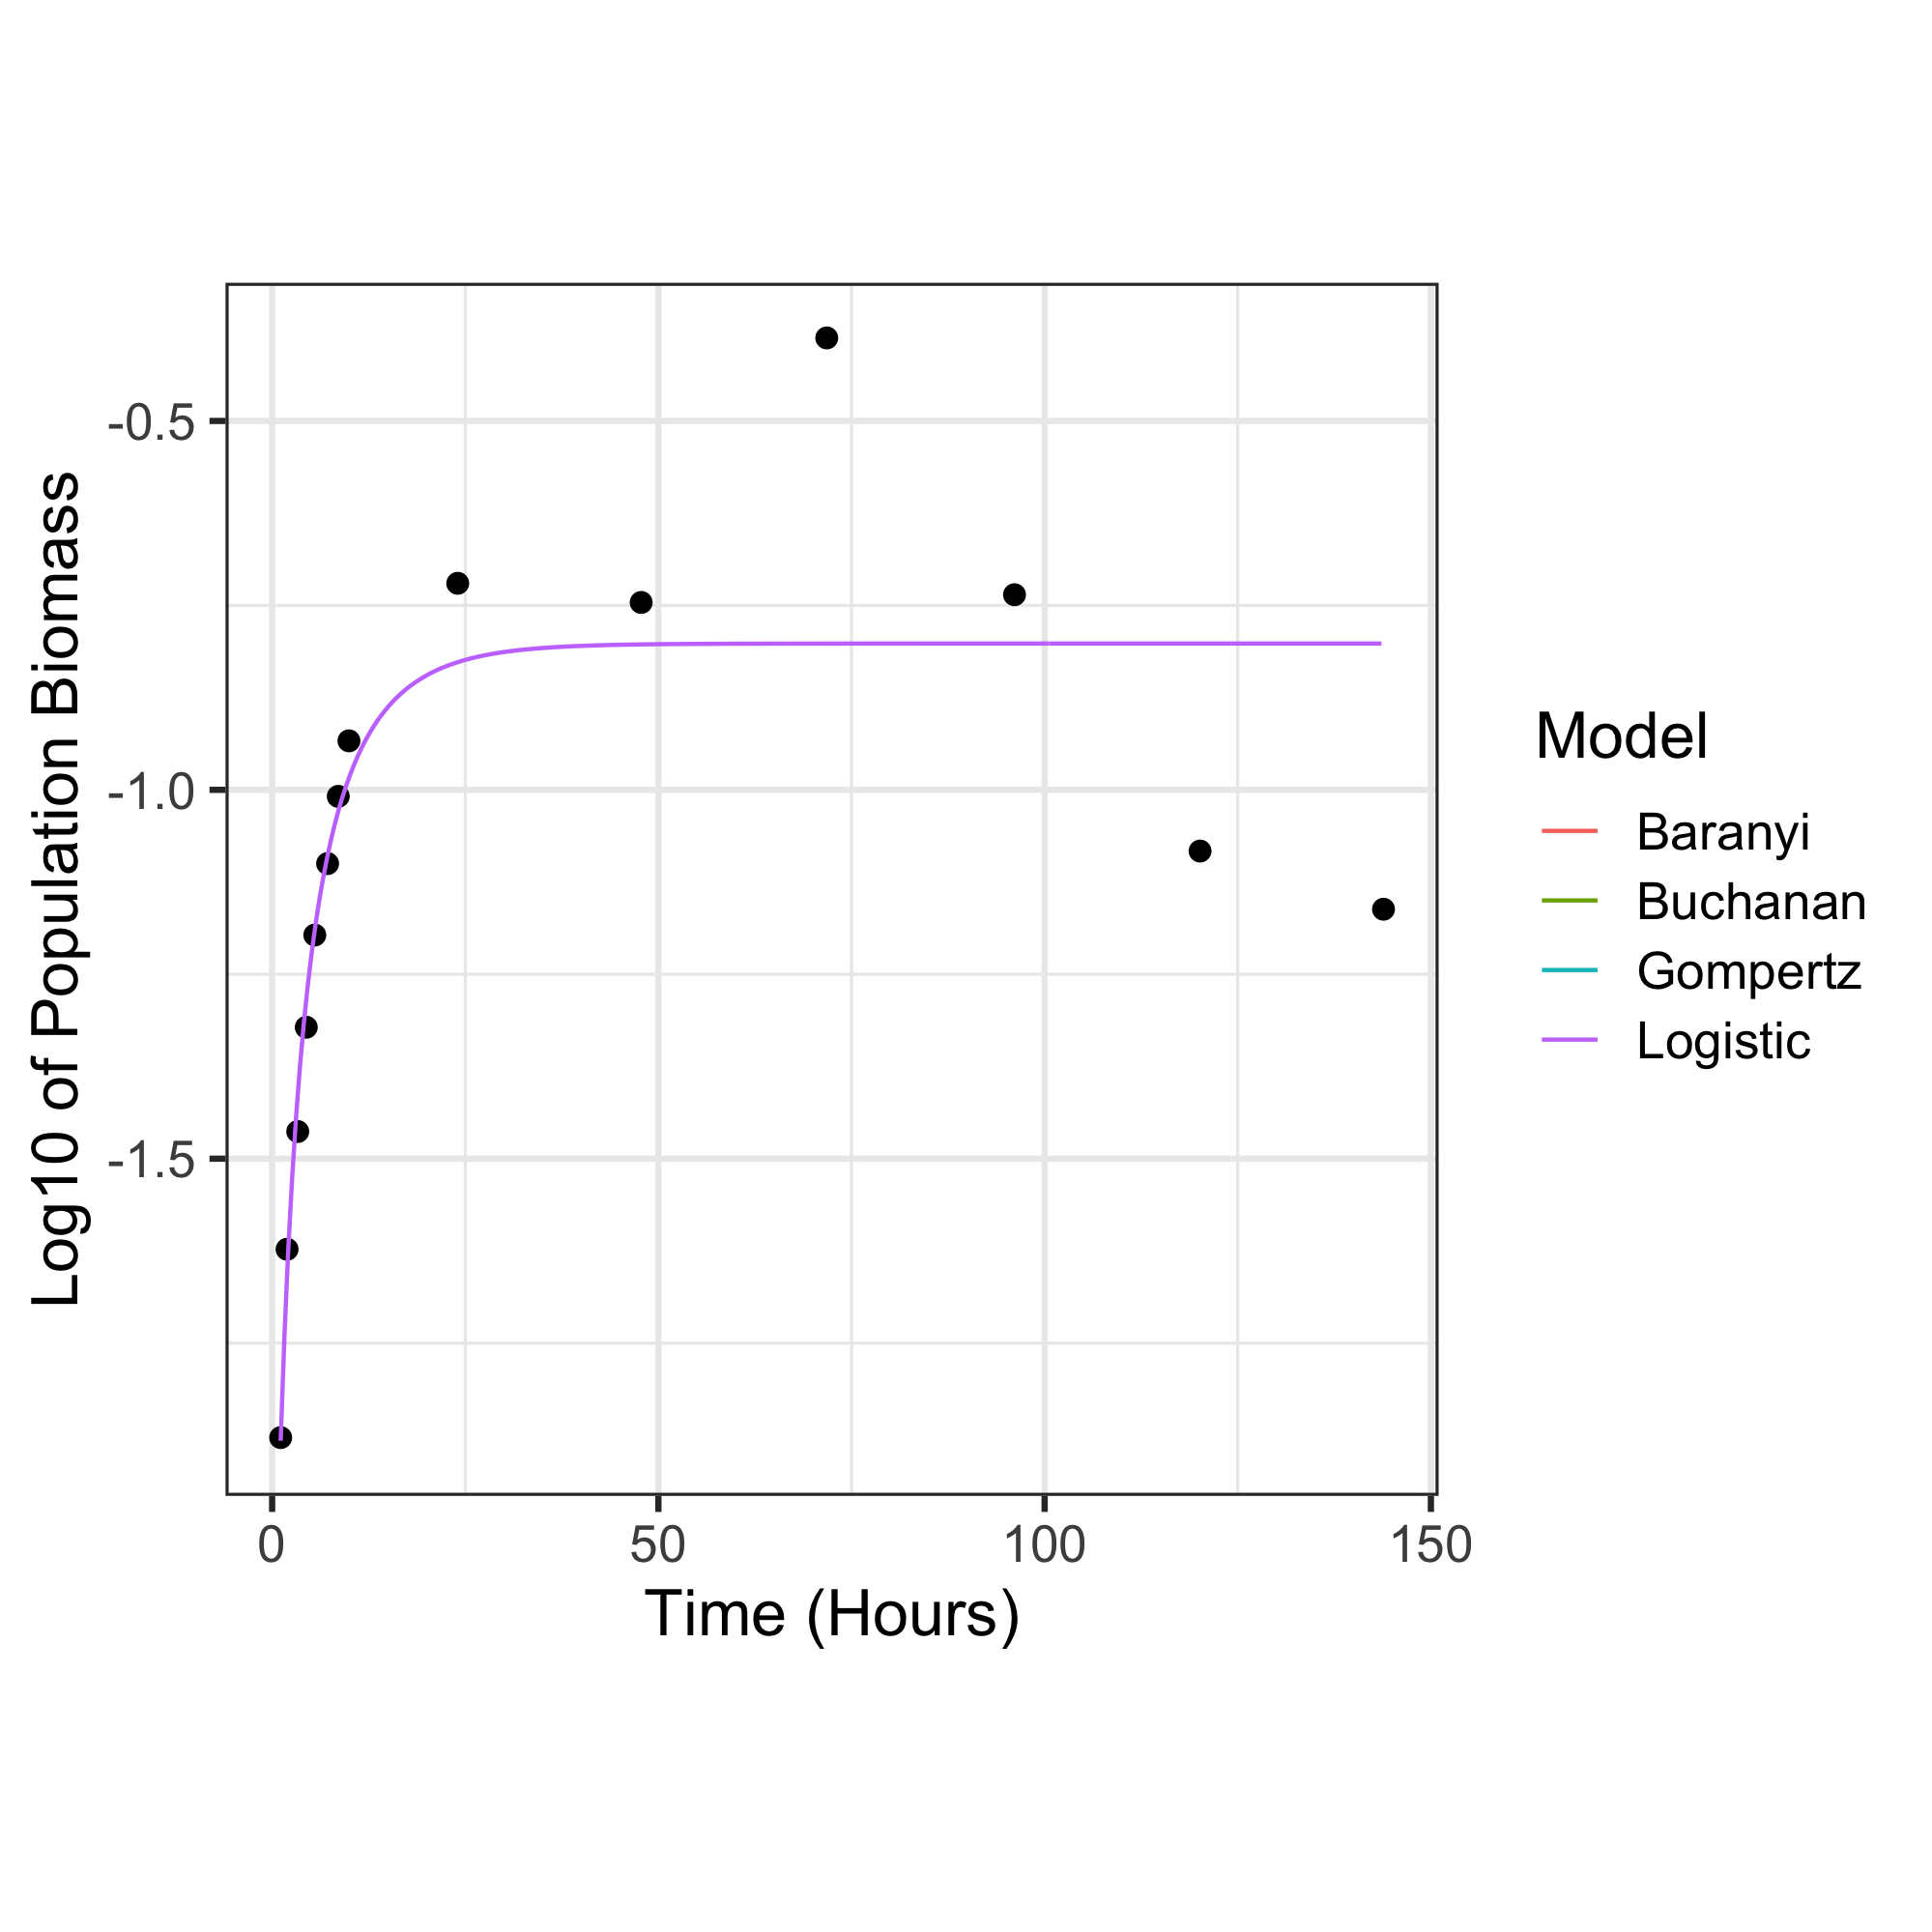 Log10 of Population Biomass
-0.5
-1.0
-1.5
0
50
100
150
Time (Hours)
Model
Baranyi
Buchanan
Gompertz
Logistic